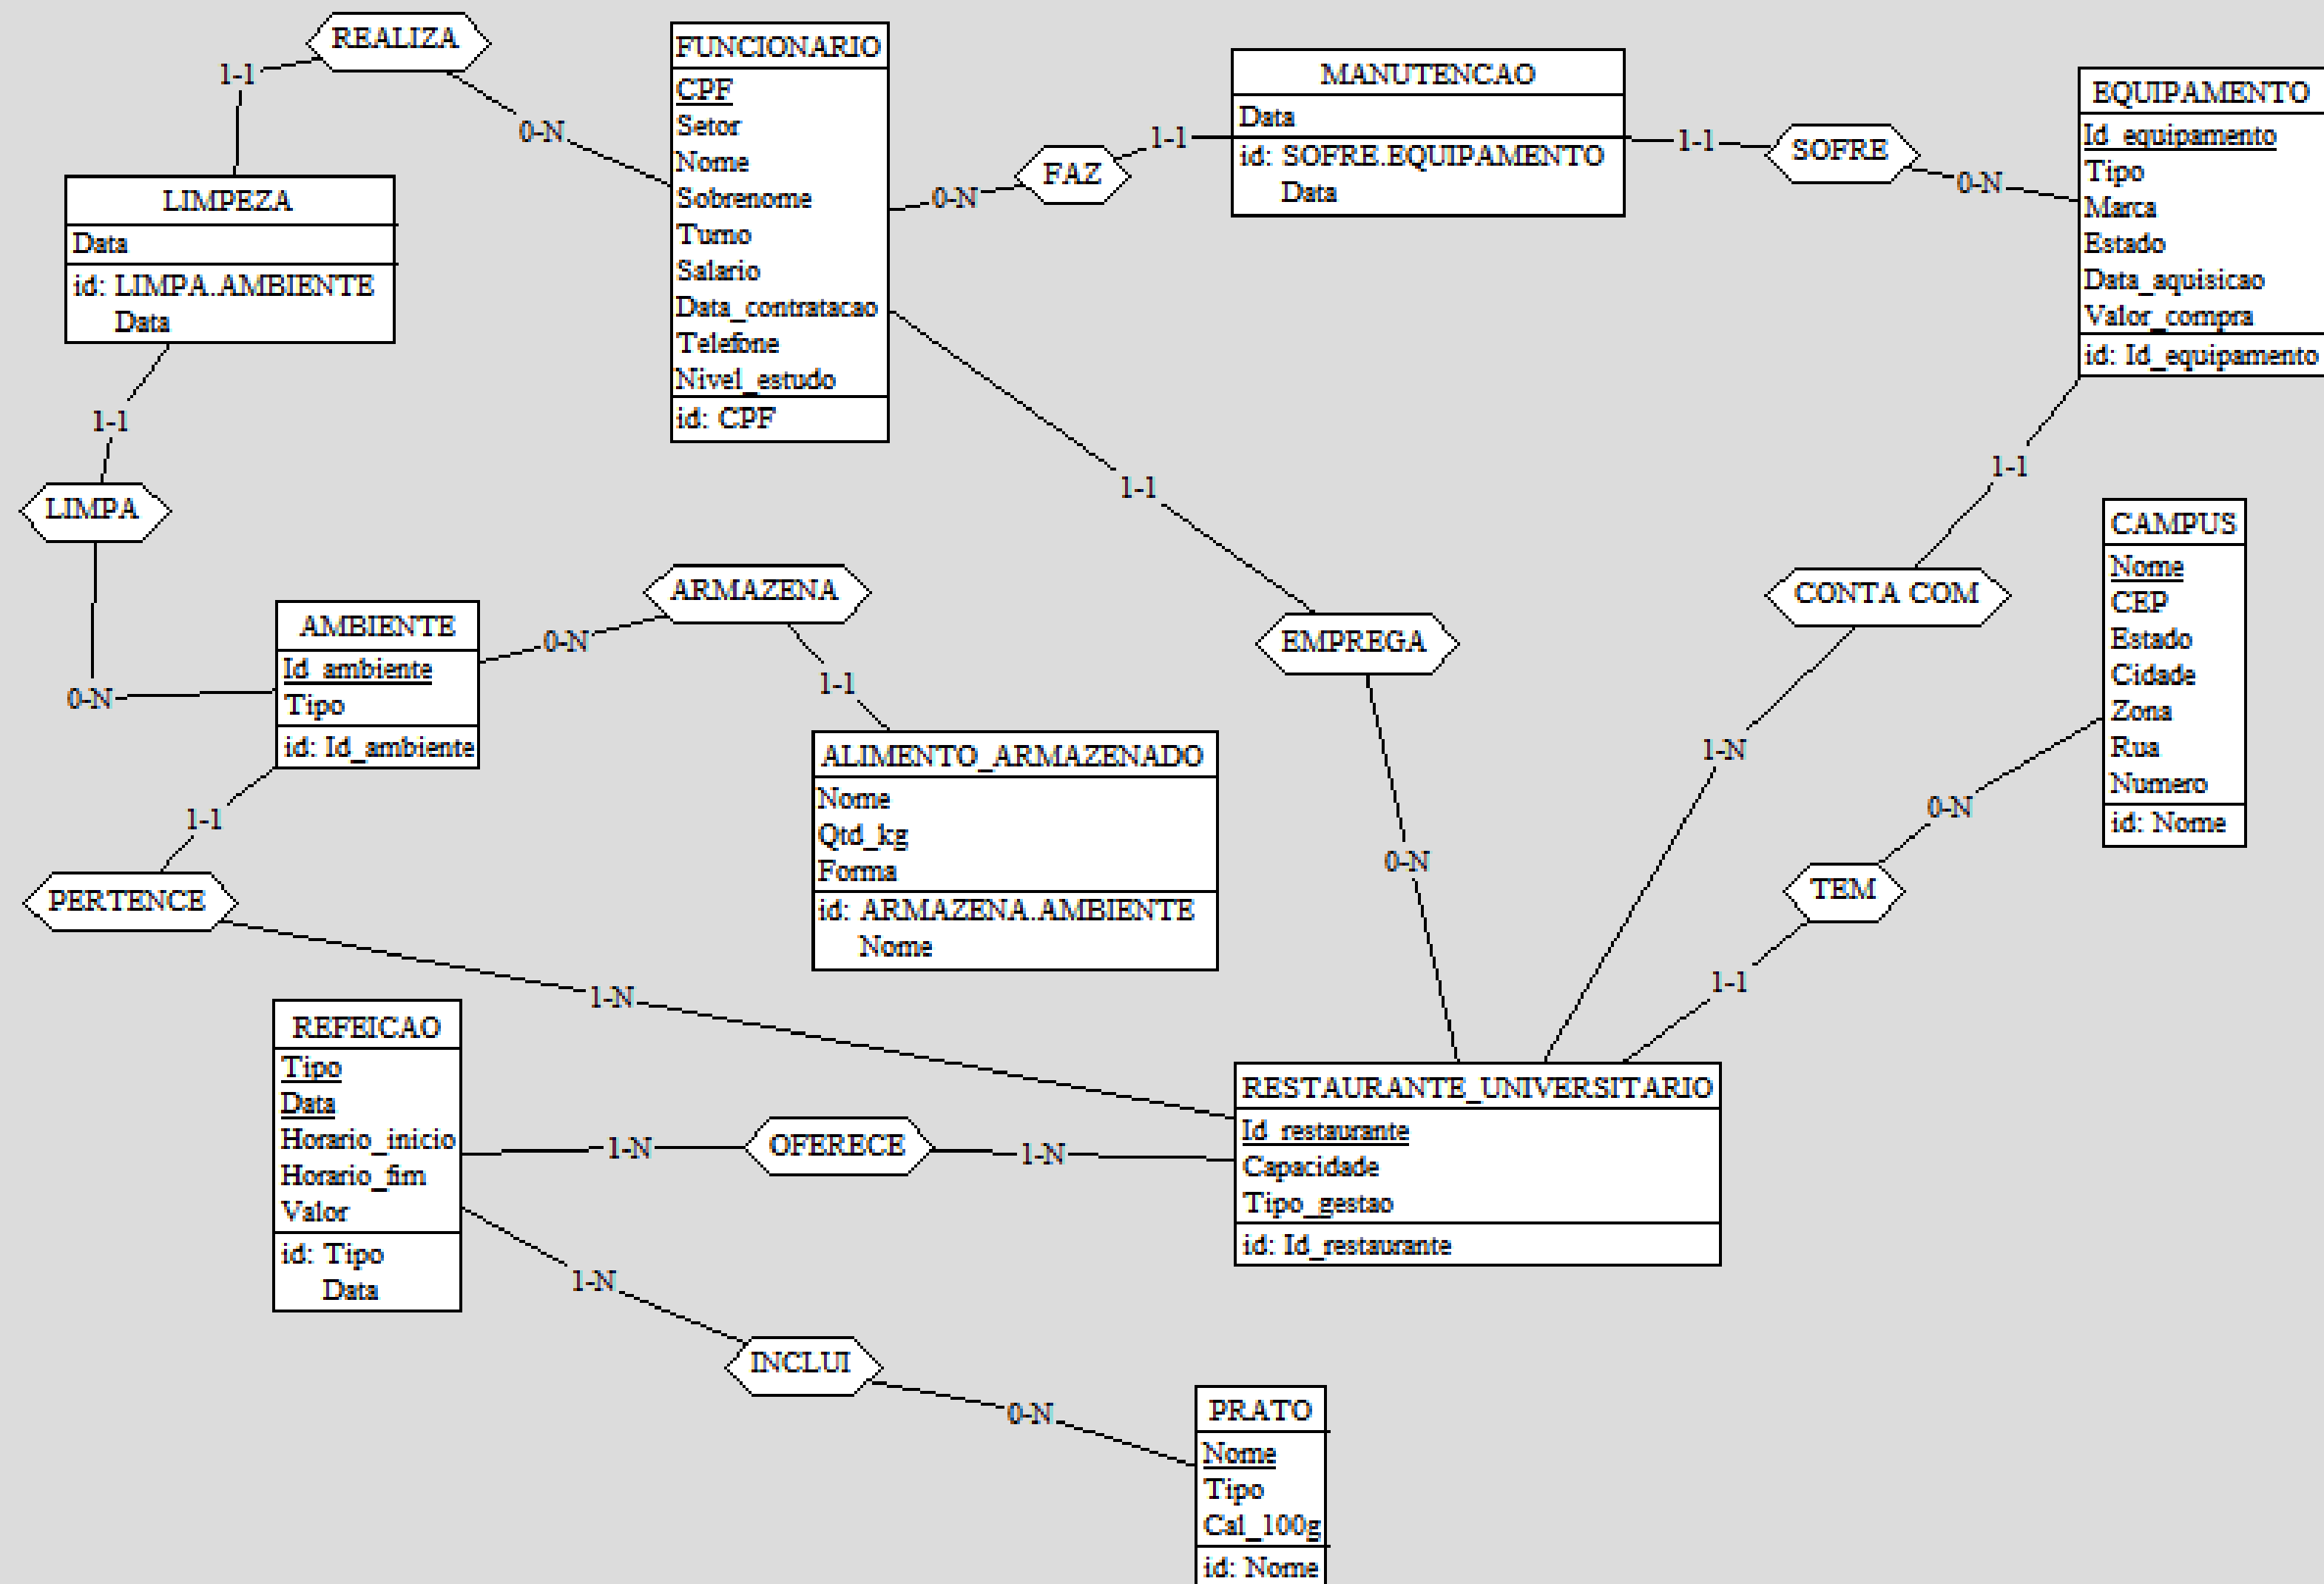 REALIZA
1-1
0-N
FUNCIONARIO
CPF
Setor
Nome
Sobrenome
Turno
Salario
Data_contratacao
Telefone
Nivel_estudo
id: CPF
FAZ
0-N
1-1
MANUTENCAO
Data
id: SOFRE.EQUIPAMENTO
Data
1-1
SOFRE
0-N
EQUIPAMENTO
Id_equipamento
Tipo
Marca
Estado
Data_aquisicao
Valor_compra
id: Id_equipamento
LIMPEZA
Data
id: LIMPA.AMBIENTE
Data
1-1
LIMPA
0-N
AMBIENTE
Id_ambiente
Tipo
id: Id_ambiente
0-N
ARMAZENA
1-1
ALIMENTO_ARMAZENADO
Nome
Qtd_kg
Forma
id: ARMAZENA.AMBIENTE
Nome
1-1
EMPREGA
0-N
1-1
CONTA COM
1-N
CAMPUS
Nome
CEP
Estado
Cidade
Zona
Rua
Numero
id: Nome
0-N
TEM
1-1
1-1
PERTENCE
1-N
REFEICAO
Tipo
Data
Horario_inicio
Horario_fim
Valor
id: Tipo
Data
1-N
OFERECE
1-N
RESTAURANTE_UNIVERSITARIO
Id_restaurante
Capacidade
Tipo_gestao
id: Id_restaurante
1-N
INCLUI
0-N
PRATO
Nome
Tipo
Cal_100g
id: Nome